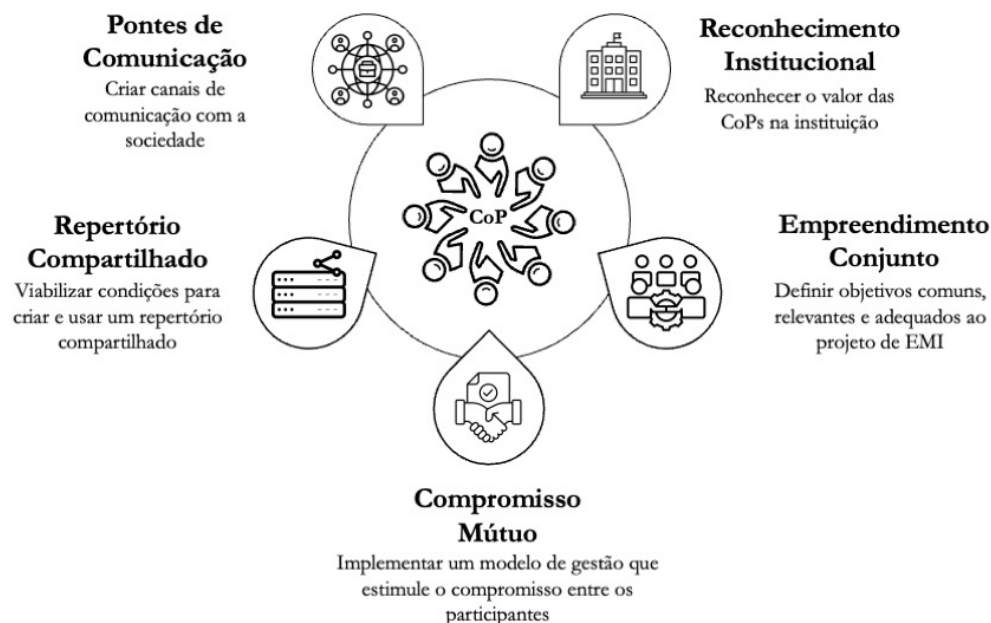 Pontes de
Comunicação
Criar canais de
comunicação com a
sociedade
Reconhecimento
Institucional
Reconhecer o valor das
CoPs na instituição
CoP
Repertório
Compartilhado
Viabilizar condições para
criar e usar um repertório
compartilhado
Empreendimento
Conjunto
Definir objetivos comuns,
relevantes e adequados ao
projeto de EMI
Compromisso
Mútuo
Implementar um modelo de gestão que
estimule o compromisso entre os
participantes